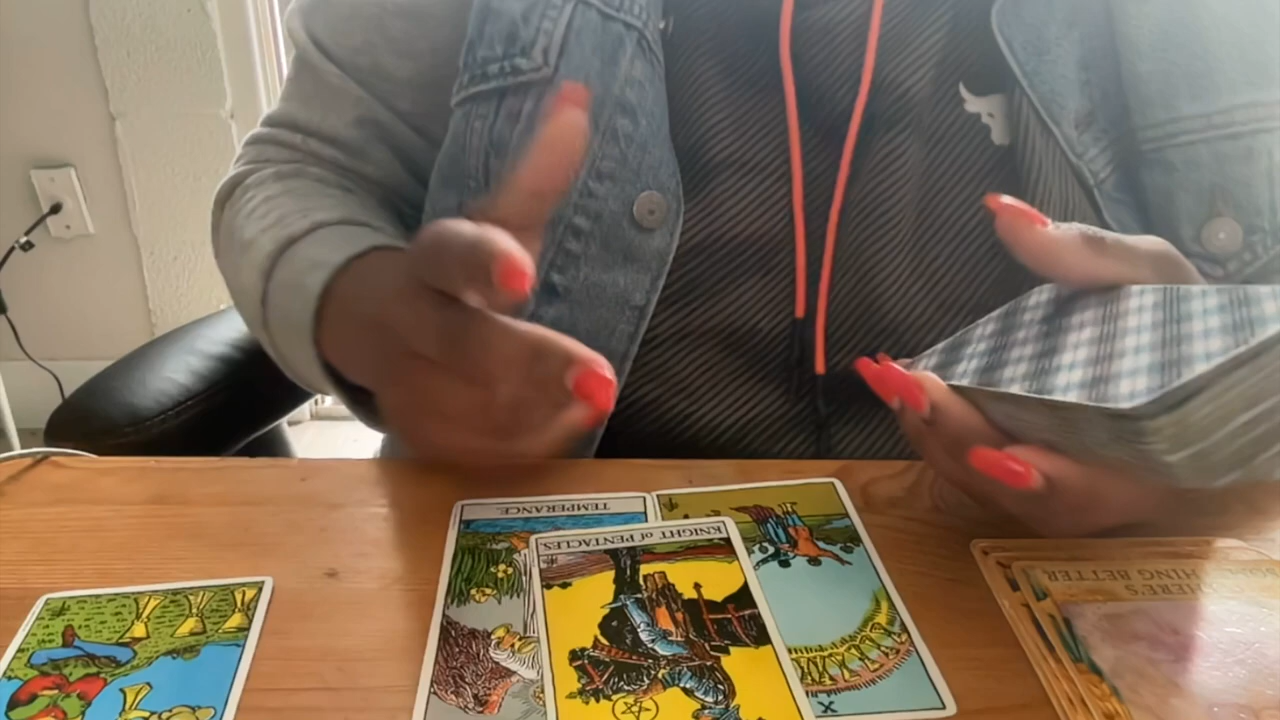 TEMPERANCE.
KNIGHT of PENTACLES.
X
HERE'S
THING BETTER